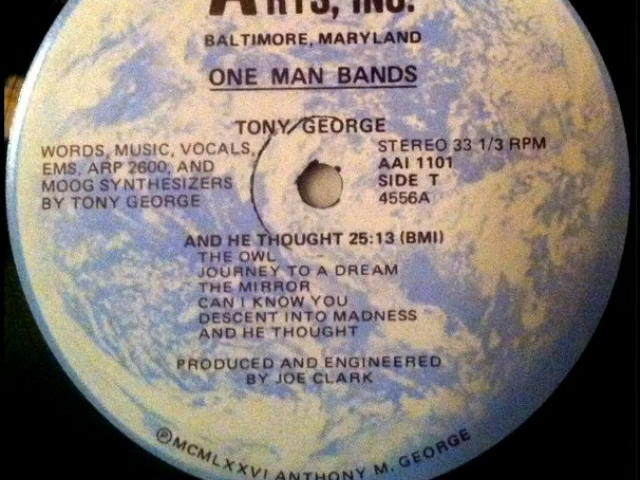 ARTS, INC.
BALTIMORE, MARYLAND
ONE MAN BANDS
TONY GEORGE
WORDS, MUSIC, VOCALS,
EMS, ARP 2600, AND
MOOG SYNTHESIZERS
BY TONY GEORGE
STEREO 33 1/3 RPM
AAI 1101
SIDE T
4556A
AND HE THOUGHT 25:13 (BMI)
THE OWL
JOURNEY TO A DREAM
THE MIRROR
CAN I KNOW YOU
DESCENT INTO MADNESS
AND HE THOUGHT
PRODUCED AND ENGINEERED
BY JOE CLARK
℗MCMLXXVI ANTHONY M. GEORGE